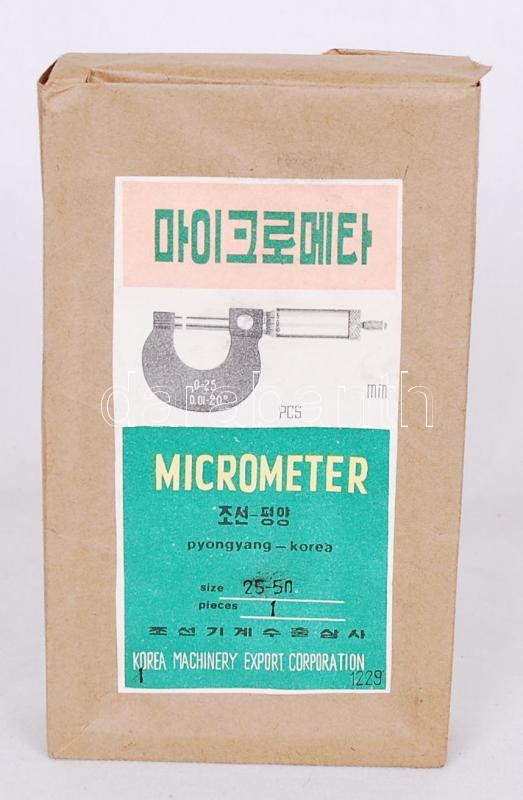 마이크로메타
0-25
0.01-20°
mm
PCS
darabanth
MICROMETER
조선-평양
pyongyang-korea
size 25-50
pieces 1
조선기계수출상사
KOREA MACHINERY EXPORT CORPORATION
1 1229